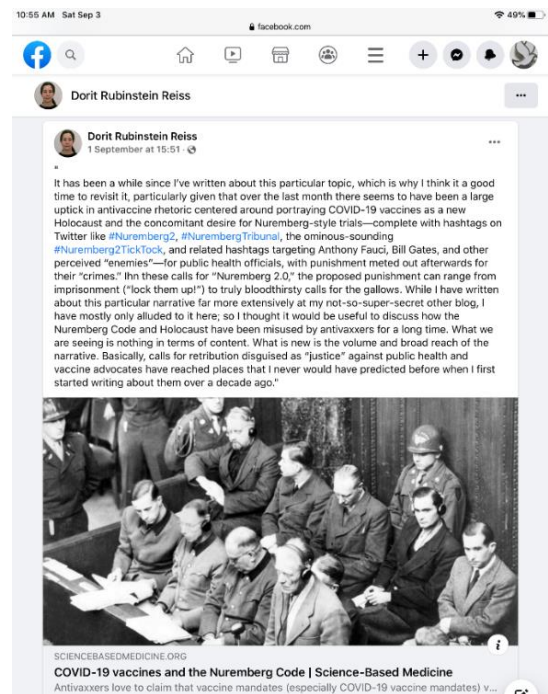 10:55 AM Sat Sep 3
49%
facebook.com
Dorit Rubinstein Reiss
Dorit Rubinstein Reiss
1 September at 15:51 ·
"
It has been a while since I've written about this particular topic, which is why I think it a good
time to revisit it, particularly given that over the last month there seems to have been a large
uptick in antivaccine rhetoric centered around portraying COVID-19 vaccines as a new
Holocaust and the concomitant desire for Nuremberg-style trials—complete with hashtags on
Twitter like #Nuremberg2, #NurembergTribunal, the ominous-sounding
#Nuremberg2TickTock, and related hashtags targeting Anthony Fauci, Bill Gates, and other
perceived "enemies"—for public health officials, with punishment meted out afterwards for
their "crimes." Ihn these calls for "Nuremberg 2.0," the proposed punishment can range from
imprisonment ("lock them up!") to truly bloodthirsty calls for the gallows. While I have written
about this particular narrative far more extensively at my not-so-super-secret other blog, I
have mostly only alluded to it here; so I thought it would be useful to discuss how the
Nuremberg Code and Holocaust have been misused by antivaxxers for a long time. What we
are seeing is nothing in terms of content. What is new is the volume and broad reach of the
narrative. Basically, calls for retribution disguised as "justice" against public health and
vaccine advocates have reached places that I never would have predicted before when I first
started writing about them over a decade ago."
SCIENCEBASEDMEDICINE.ORG
COVID-19 vaccines and the Nuremberg Code | Science-Based Medicine
Antivaxxers love to claim that vaccine mandates (especially COVID-19 vaccine mandates) v...